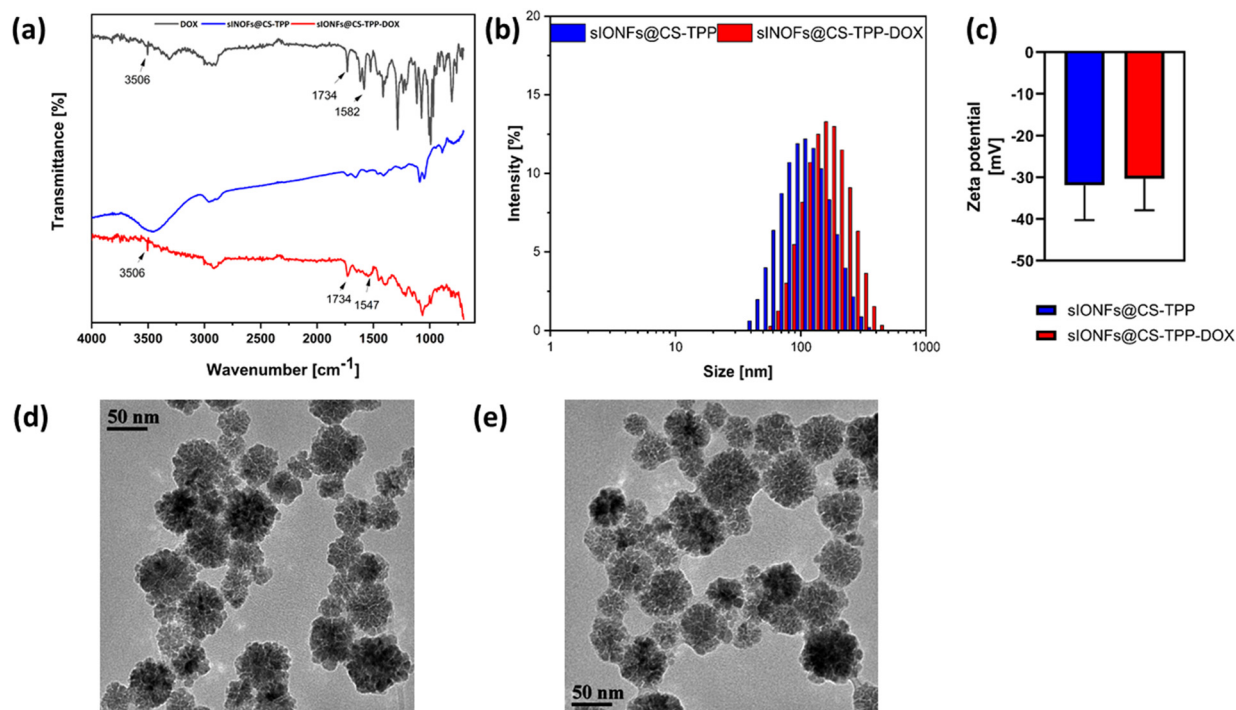 (a)
DOX sINOFs@CS-TPP sIONFs@CS-TPP-DOX
3506
1734
1582
3506
1734
1547
Transmittance [%]
4000 3500 3000 2500 2000 1500 1000
Wavenumber [cm-1]
(b)
sIONFs@CS-TPP sINOFs@CS-TPP-DOX
Intensity [%]
20
15
10
5
0
1 10 100 1000
Size [nm]
(c)
Zeta potential
[mV]
0
-10
-20
-30
-40
-50
sIONFs@CS-TPP
sIONFs@CS-TPP-DOX
(d)
50 nm
(e)
50 nm